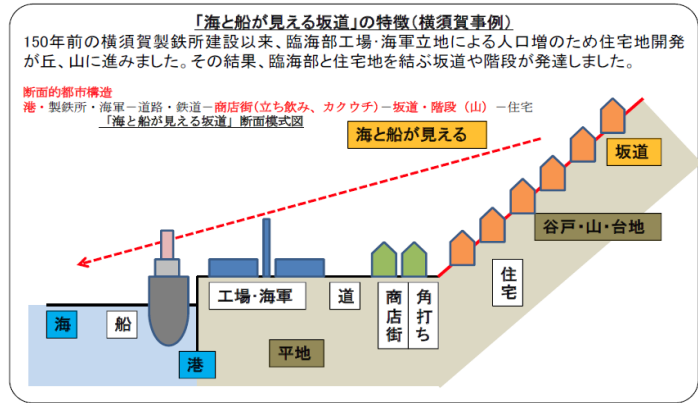 「海と船が見える坂道」の特徴(横須賀事例)
150年前の横須賀製鉄所建設以来、臨海部工場・海軍立地による人口増のため住宅地開発
が丘、山に進みました。その結果、臨海部と住宅地を結ぶ坂道や階段が発達しました。
断面的都市構造
港・製鉄所・海軍－道路・鉄道－商店街(立ち飲み、カクウチ)－坂道・階段（山）－住宅
「海と船が見える坂道」断面模式図
海と船が見える
坂道
谷戸・山・台地
住宅
工場・海軍
道
商店街
角打ち
海
船
港
平地